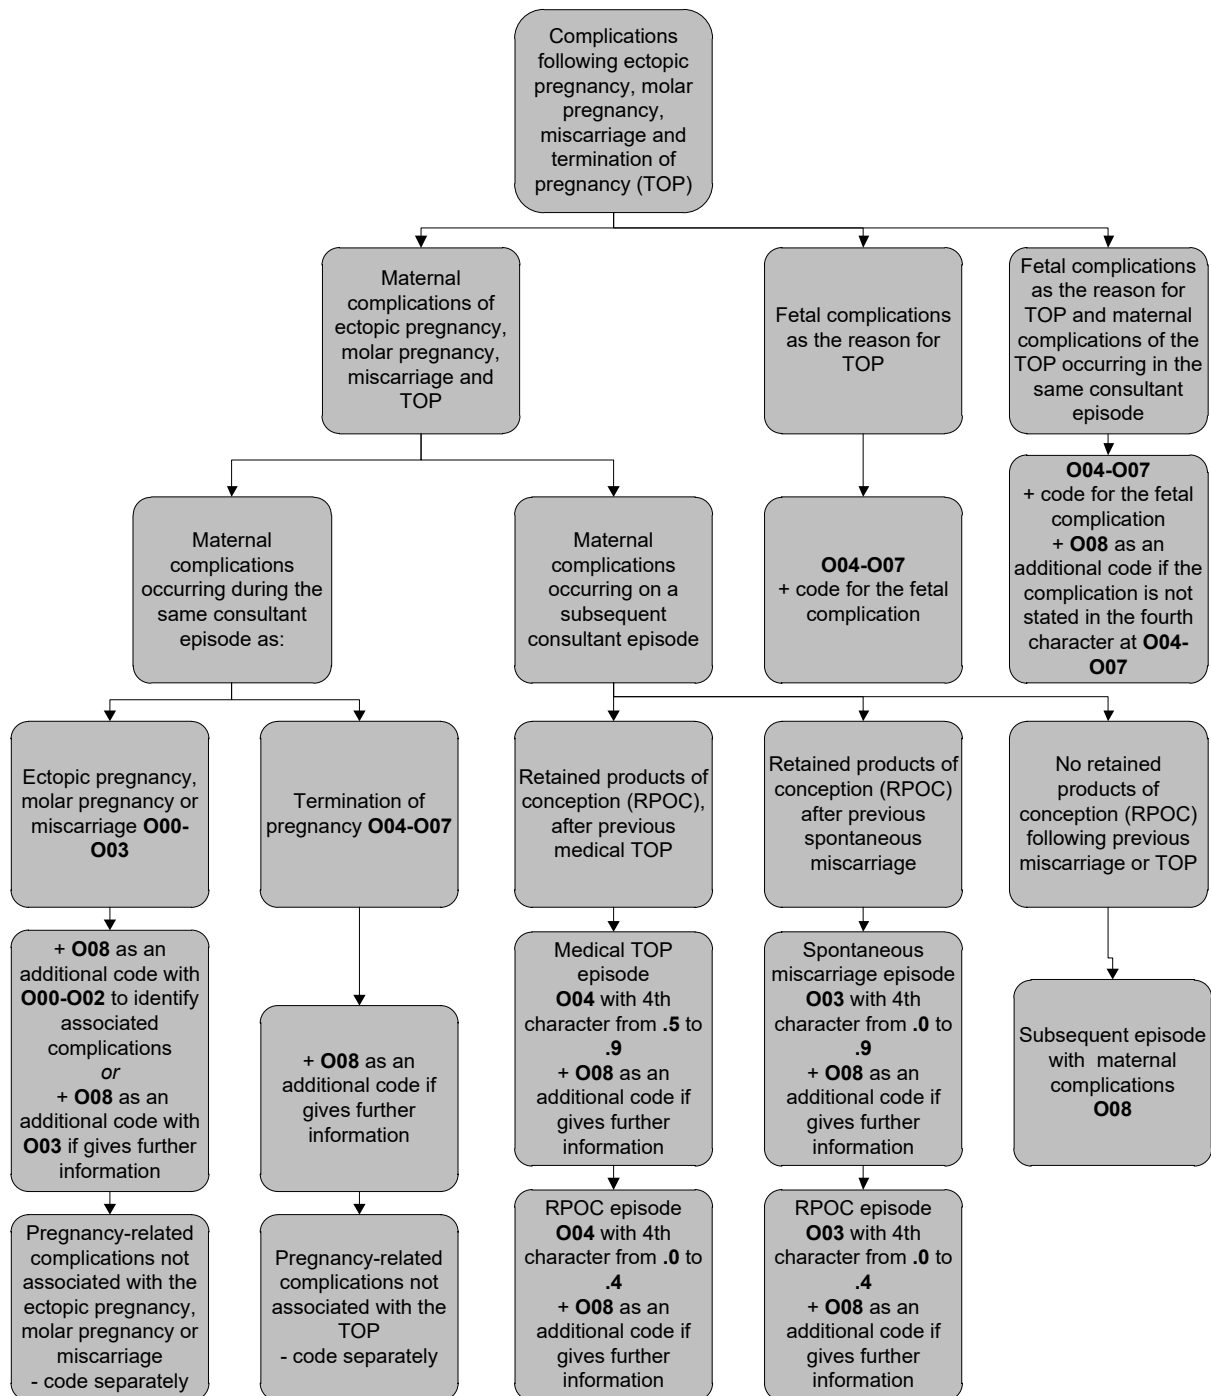 Complications
following ectopic
pregnancy, molar
pregnancy,
miscarriage and
termination of
pregnancy (TOP)
Maternal
complications of
ectopic pregnancy,
molar pregnancy,
miscarriage and
TOP
Fetal complications
as the reason for
TOP
Fetal complications
as the reason for
TOP and maternal
complications of the
TOP occurring in the
same consultant
episode
Maternal
complications
occurring during the
same consultant
episode as:
Maternal
complications
occurring on a
subsequent
consultant episode
O04-O07
+ code for the fetal
complication
O04-O07
+ code for the fetal
complication
+ O08 as an
additional code if the
complication is not
stated in the fourth
character at O04-
O07
Ectopic pregnancy,
molar pregnancy or
miscarriage O00-
O03
Termination of
pregnancy O04-O07
Retained products of
conception (RPOC),
after previous
medical TOP
Retained products of
conception (RPOC)
after previous
spontaneous
miscarriage
No retained
products of
conception (RPOC)
following previous
miscarriage or TOP
+ O08 as an
additional code with
O00-O02 to identify
associated
complications
or
+ O08 as an
additional code with
O03 if gives further
information
+ O08 as an
additional code if
gives further
information
Medical TOP
episode
O04 with 4th
character from .5 to
.9
+ O08 as an
additional code if
gives further
information
Spontaneous
miscarriage episode
O03 with 4th
character from .0 to
.9
+ O08 as an
additional code if
gives further
information
Subsequent episode
with maternal
complications
O08
Pregnancy-related
complications not
associated with the
ectopic pregnancy,
molar pregnancy or
miscarriage
- code separately
Pregnancy-related
complications not
associated with the
TOP
- code separately
RPOC episode
O04 with 4th
character from .0 to
.4
+ O08 as an
additional code if
gives further
information
RPOC episode
O03 with 4th
character from .0 to
.4
+ O08 as an
additional code if
gives further
information